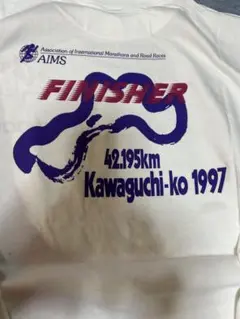 Association of International Marathons and Road Races
AIMS
FINISHER
42.195km
Kawaguchi-ko 1997